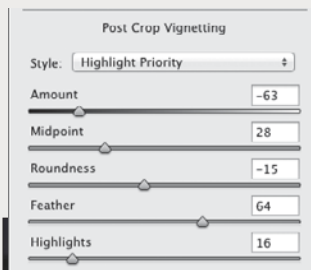 Post Crop Vignetting
Style: Highlight Priority
Amount -63
Midpoint 28
Roundness -15
Feather 64
Highlights 16